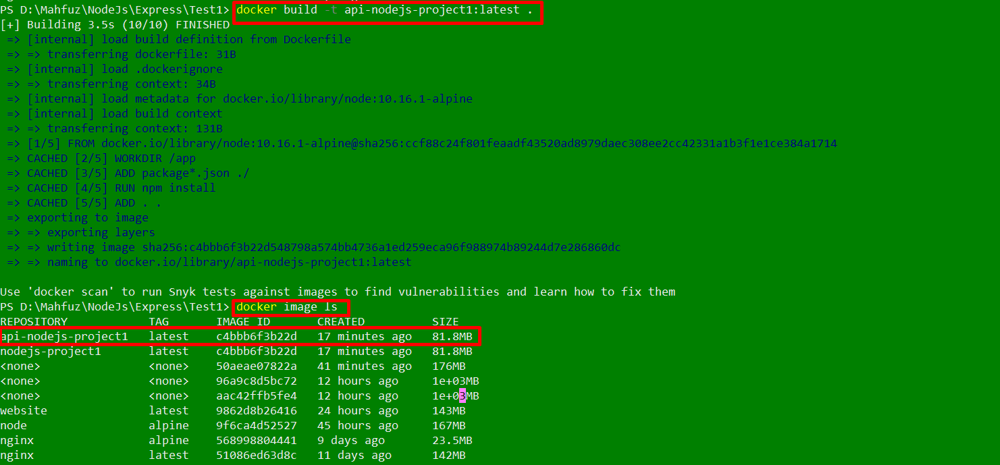 PS D:\Mahfuz\NodeJs\Express\Test1> docker build -t api-nodejs-project1:latest .
[+] Building 3.5s (10/10) FINISHED
=> [internal] load build definition from Dockerfile
=> => transferring dockerfile: 31B
=> [internal] load .dockerignore
=> => transferring context: 34B
=> [internal] load metadata for docker.io/library/node:10.16.1-alpine
=> [internal] load build context
=> => transferring context: 131B
=> [1/5] FROM docker.io/library/node:10.16.1-alpine@sha256:ccf88c24f801feaadf43520ad8979daec308ee2cc42331a1b3f1e1ce384a1714
=> CACHED [2/5] WORKDIR /app
=> CACHED [3/5] ADD package*.json ./
=> CACHED [4/5] RUN npm install
=> CACHED [5/5] ADD . .
=> exporting to image
=> => exporting layers
=> => writing image sha256:c4bbb6f3b22d548798a574bb4736a1ed259eca96f988974b89244d7e286860dc
=> => naming to docker.io/library/api-nodejs-project1:latest
Use 'docker scan' to run Snyk tests against images to find vulnerabilities and learn how to fix them
PS D:\Mahfuz\NodeJs\Express\Test1> docker image ls
REPOSITORY TAG IMAGE ID CREATED SIZE
api-nodejs-project1 latest c4bbb6f3b22d 17 minutes ago 81.8MB
nodejs-project1 latest c4bbb6f3b22d 17 minutes ago 81.8MB
<none> <none> 50aeae07822a 41 minutes ago 176MB
<none> <none> 96a9c8d5bc72 12 hours ago 1e+03MB
<none> <none> aac42ffb5fe4 12 hours ago 1e+03MB
website latest 9862d8b26416 24 hours ago 143MB
node alpine 9f6ca4d52527 45 hours ago 167MB
nginx alpine 568998804441 9 days ago 23.5MB
nginx latest 51086ed63d8c 11 days ago 142MB